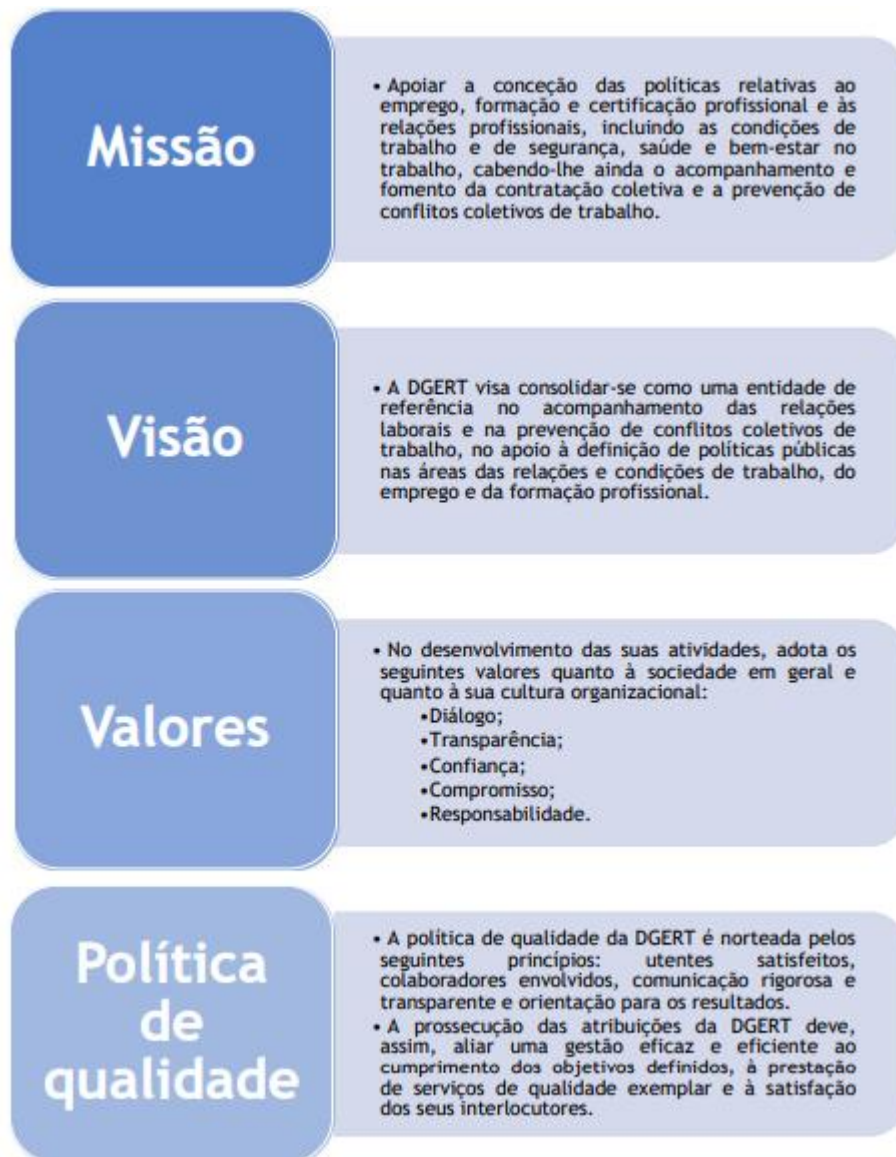 Missão
• Apoiar a conceção das políticas relativas ao
emprego, formação e certificação profissional e às
relações profissionais, incluindo as condições de
trabalho e de segurança, saúde e bem-estar no
trabalho, cabendo-lhe ainda o acompanhamento e
fomento da contratação coletiva e a prevenção de
conflitos coletivos de trabalho.
Visão
• A DGERT visa consolidar-se como uma entidade de
referência no acompanhamento das relações
laborais e na prevenção de conflitos coletivos de
trabalho, no apoio à definição de políticas públicas
nas áreas das relações e condições de trabalho, do
emprego e da formação profissional.
Valores
• No desenvolvimento das suas atividades, adota os
seguintes valores quanto à sociedade em geral e
quanto à sua cultura organizacional:
•Diálogo;
•Transparência;
•Confiança;
•Compromisso;
•Responsabilidade.
Política
de
qualidade
• A política de qualidade da DGERT é norteada pelos
seguintes princípios: utentes satisfeitos,
colaboradores envolvidos, comunicação rigorosa e
transparente e orientação para os resultados.
• A prossecução das atribuições da DGERT deve,
assim, aliar uma gestão eficaz e eficiente ao
cumprimento dos objetivos definidos, à prestação
de serviços de qualidade exemplar e à satisfação
dos seus interlocutores.